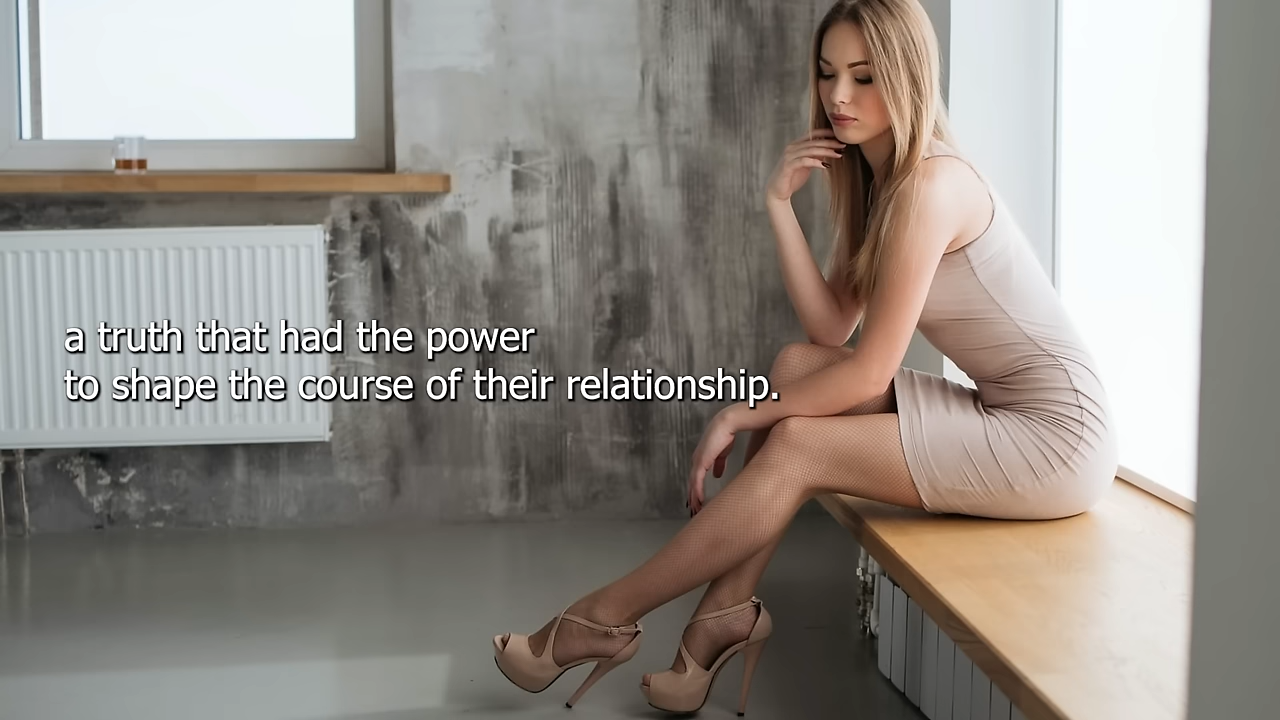 a truth that had the power
to shape the course of their relationship.